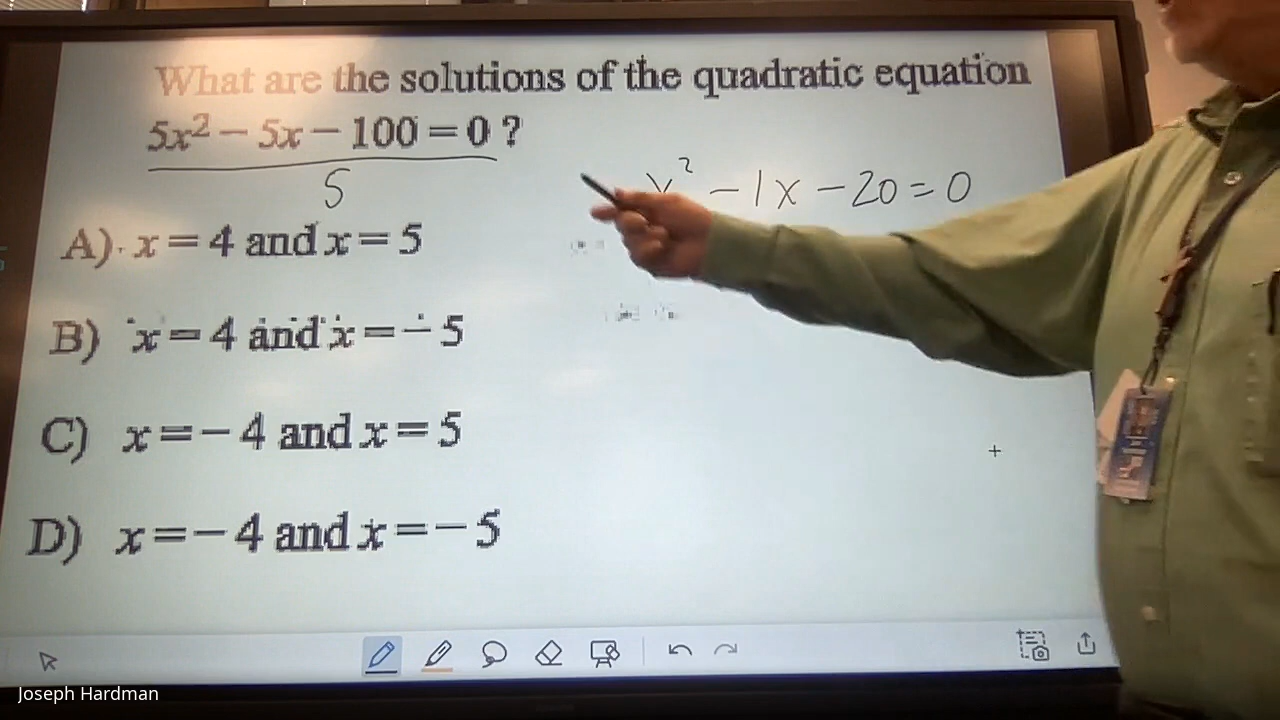 What are the solutions of the quadratic equation
5x² − 5x − 100 = 0 ?
5
x² − 1x − 20 = 0
A) x = 4 and x = 5
B) x = 4 and x = − 5
C) x = − 4 and x = 5
D) x = − 4 and x = − 5
Joseph Hardman